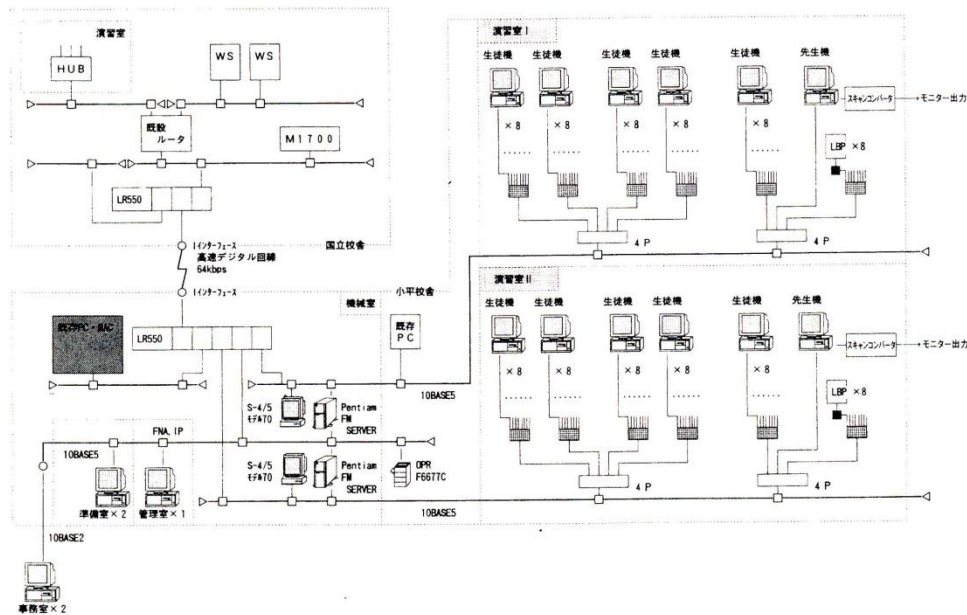 演習室
HUB
WS
WS
既設
ルータ
M1700
LR550
Iインターフェース
国立校舎
高速デジタル回線
64kbps
Iインターフェース
小平校舎
機械室
既存PC・MAC
LR550
既存
PC
10BASE5
S-4/5
モデル70
Pentiam
FM
SERVER
FNA.IP
10BASE5
S-4/5
モデル70
Pentiam
FM
SERVER
OPR
F6677C
準備室×2
管理室×1
10BASE5
10BASE2
事務室×2
演習室I
生徒機
生徒機
生徒機
生徒機
生徒機
先生機
スキャンコンバータ
モニター出力
×8
×8
×8
×8
×8
LBP ×8
4 P
4 P
演習室II
生徒機
生徒機
生徒機
生徒機
生徒機
先生機
スキャンコンバータ
モニター出力
×8
×8
×8
×8
×8
LBP ×8
4 P
4 P